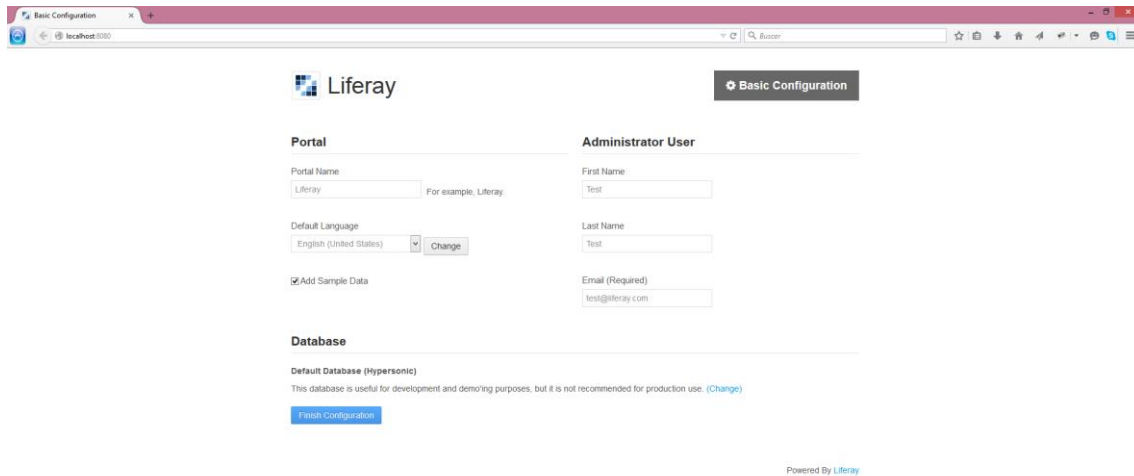 Basic Configuration
localhost:8080
Buscar
Liferay
Basic Configuration
Portal
Administrator User
Portal Name
Liferay
For example, Liferay.
First Name
Test
Default Language
English (United States)
Change
Last Name
Test
Add Sample Data
Email (Required)
test@liferay.com
Database
Default Database (Hypersonic)
This database is useful for development and demo'ing purposes, but it is not recommended for production use. (Change)
Finish Configuration
Powered By Liferay